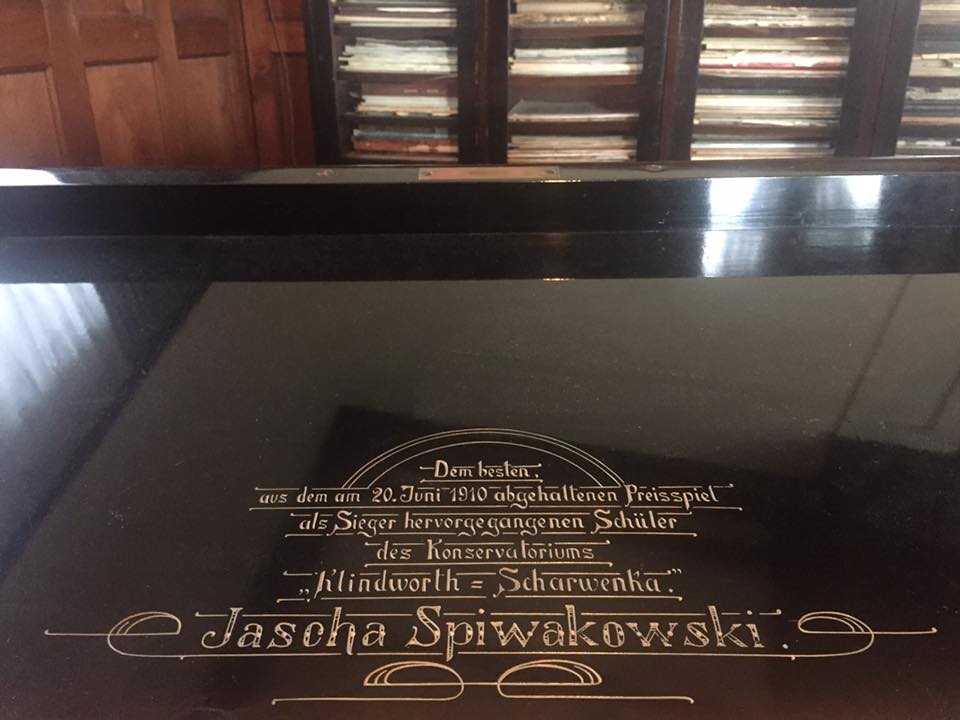 Dem besten,
aus dem am 20. Juni 1910 abgehaltenen Preisspiel
als Sieger hervorgegangenen Schüler
des Konservatoriums
„Klindworth = Scharwenka.”
Jascha Spiwakowski.